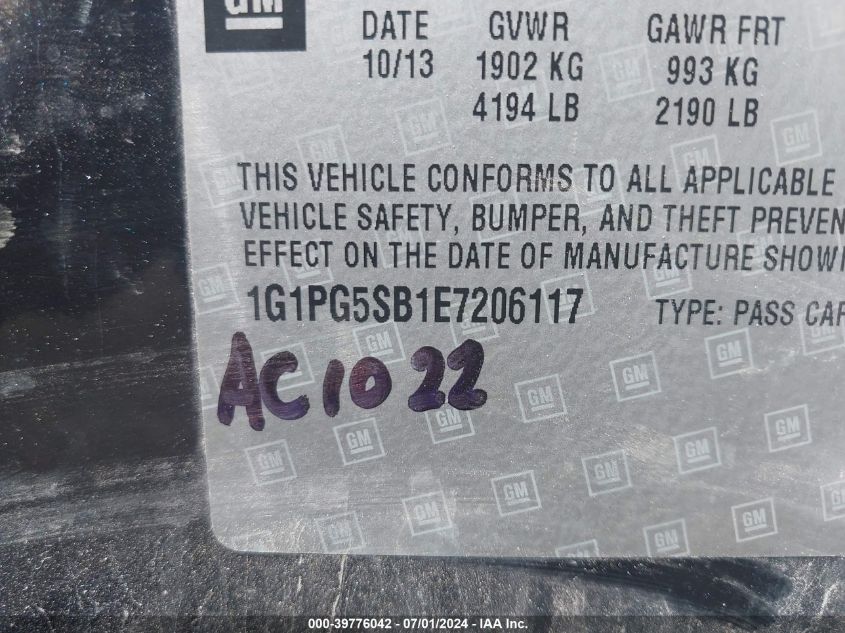 GM
DATE GVWR GAWR FRT
10/13 1902 KG 993 KG
4194 LB 2190 LB
THIS VEHICLE CONFORMS TO ALL APPLICABLE
VEHICLE SAFETY, BUMPER, AND THEFT PREVEN
EFFECT ON THE DATE OF MANUFACTURE SHOWN
1G1PG5SB1E7206117 TYPE: PASS CAR
AC1022
000-39776042 - 07/01/2024 - IAA Inc.